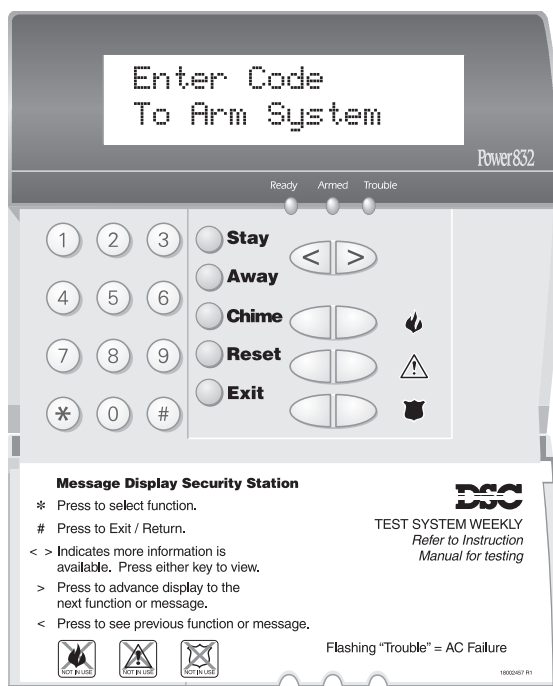 Enter Code
To Arm System
Power832
Ready Armed Trouble
1 2 3
4 5 6
7 8 9
* 0 #
Stay
Away
Chime
Reset
Exit
< >
Message Display Security Station
* Press to select function.
# Press to Exit / Return.
< > Indicates more information is
available. Press either key to view.
> Press to advance display to the
next function or message.
< Press to see previous function or message.
NOT IN USE NOT IN USE NOT IN USE
DSC
TEST SYSTEM WEEKLY
Refer to Instruction
Manual for testing
Flashing “Trouble” = AC Failure
18002457 R1